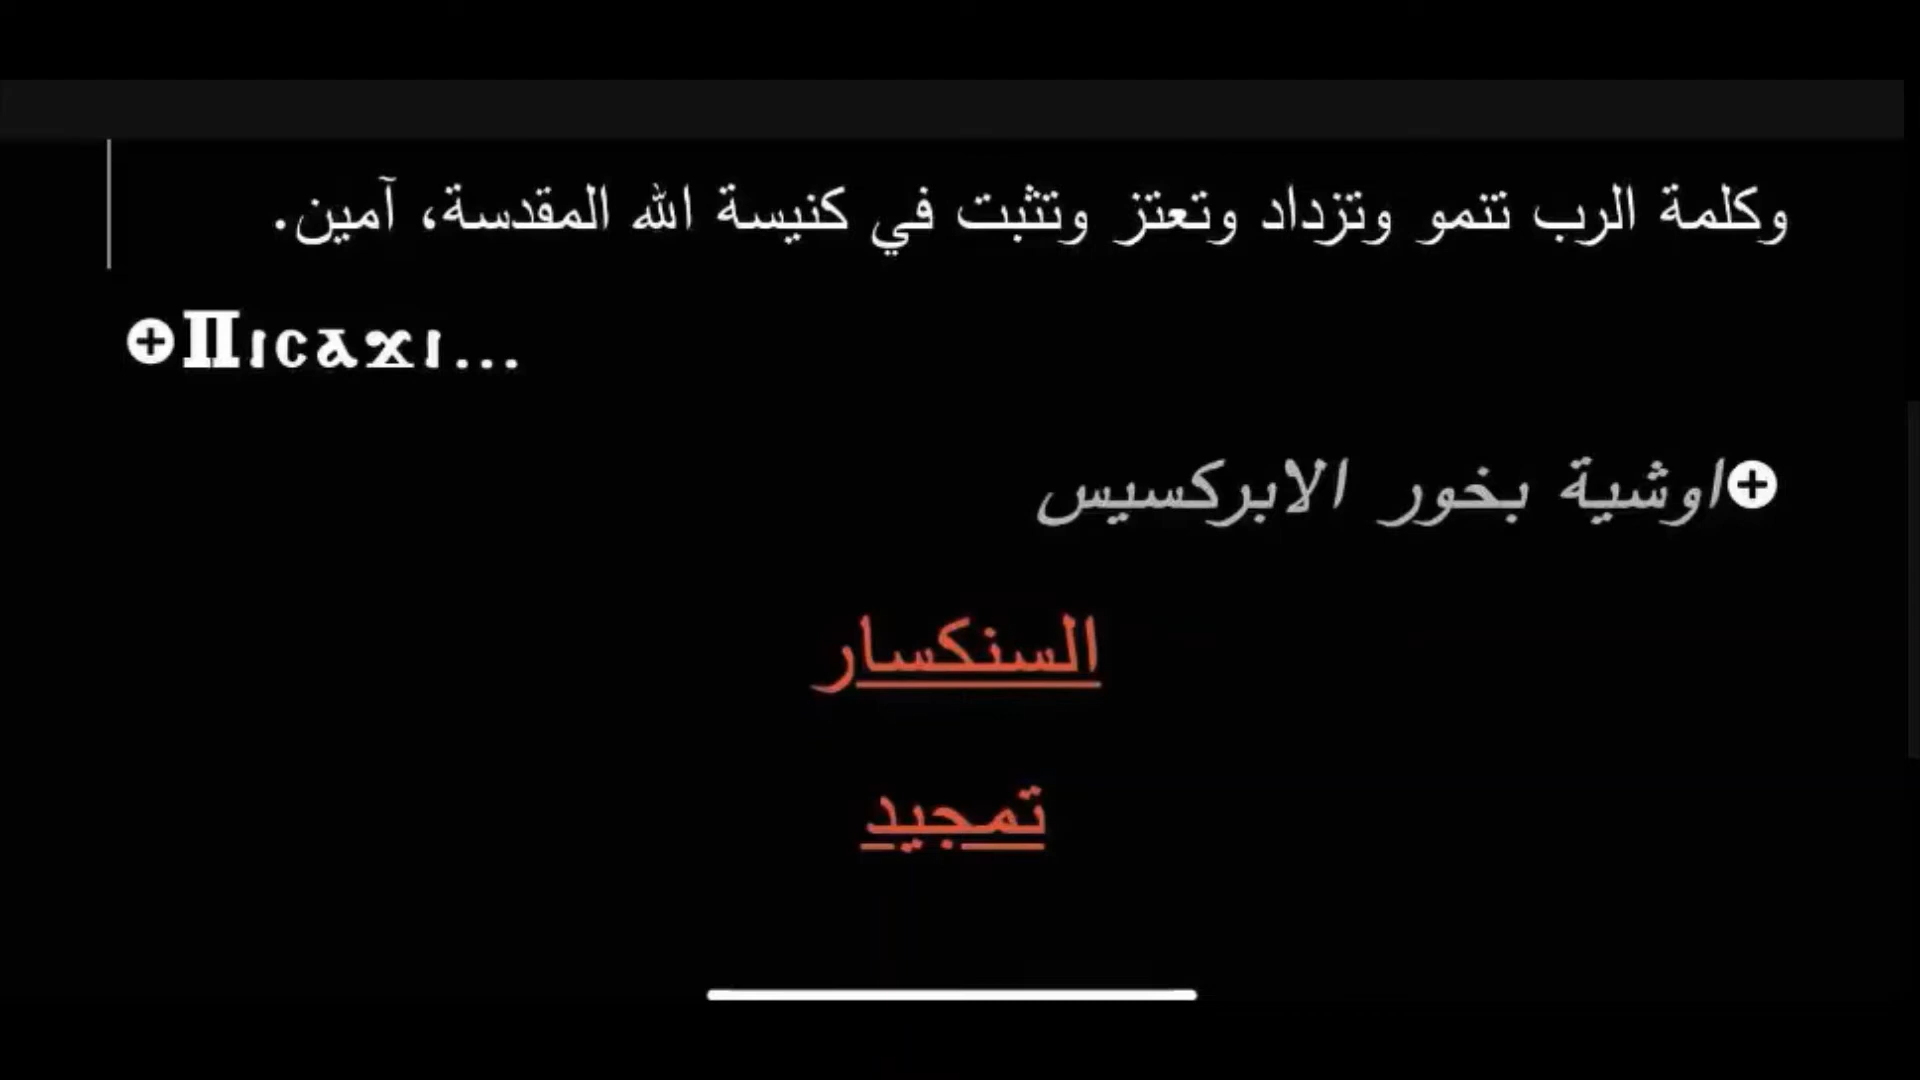 وكلمة الرب تنمو وتزداد وتعتز وتثبت في كنيسة الله المقدسة، آمين.
Ⲡⲓⲥⲁϫⲓ...
اوشية بخور الابركسيس
السنكسار
تمجيد